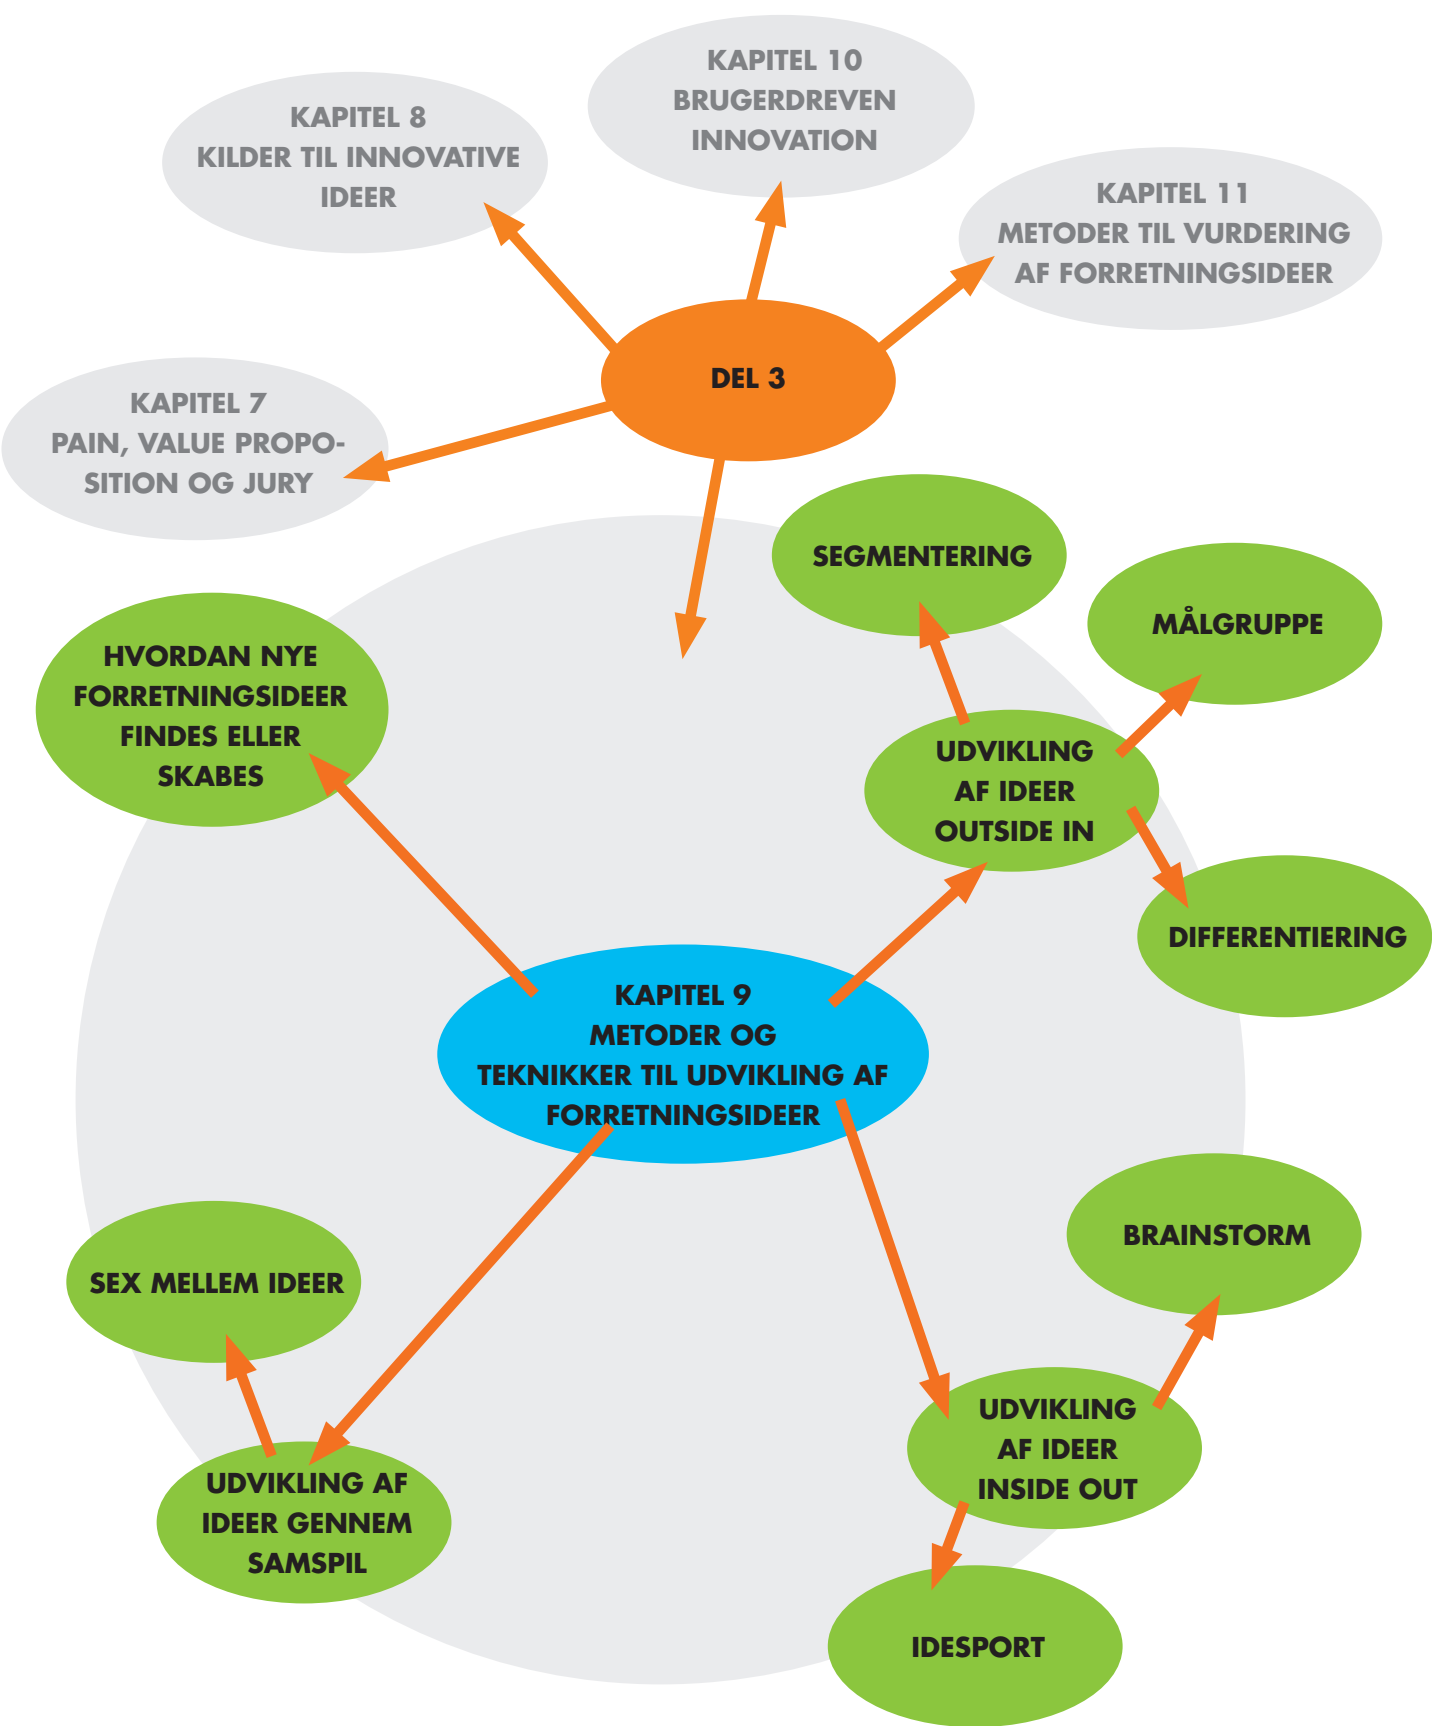 KAPITEL 10
BRUGERDREVEN
INNOVATION
KAPITEL 8
KILDER TIL INNOVATIVE
IDEER
KAPITEL 11
METODER TIL VURDERING
AF FORRETNINGSIDEER
DEL 3
KAPITEL 7
PAIN, VALUE PROPO-
SITION OG JURY
SEGMENTERING
MÅLGRUPPE
HVORDAN NYE
FORRETNINGSIDEER
FINDES ELLER
SKABES
UDVIKLING
AF IDEER
OUTSIDE IN
DIFFERENTIERING
KAPITEL 9
METODER OG
TEKNIKKER TIL UDVIKLING AF
FORRETNINGSIDEER
BRAINSTORM
SEX MELLEM IDEER
UDVIKLING
AF IDEER
INSIDE OUT
UDVIKLING AF
IDEER GENNEM
SAMSPIL
IDESPORT